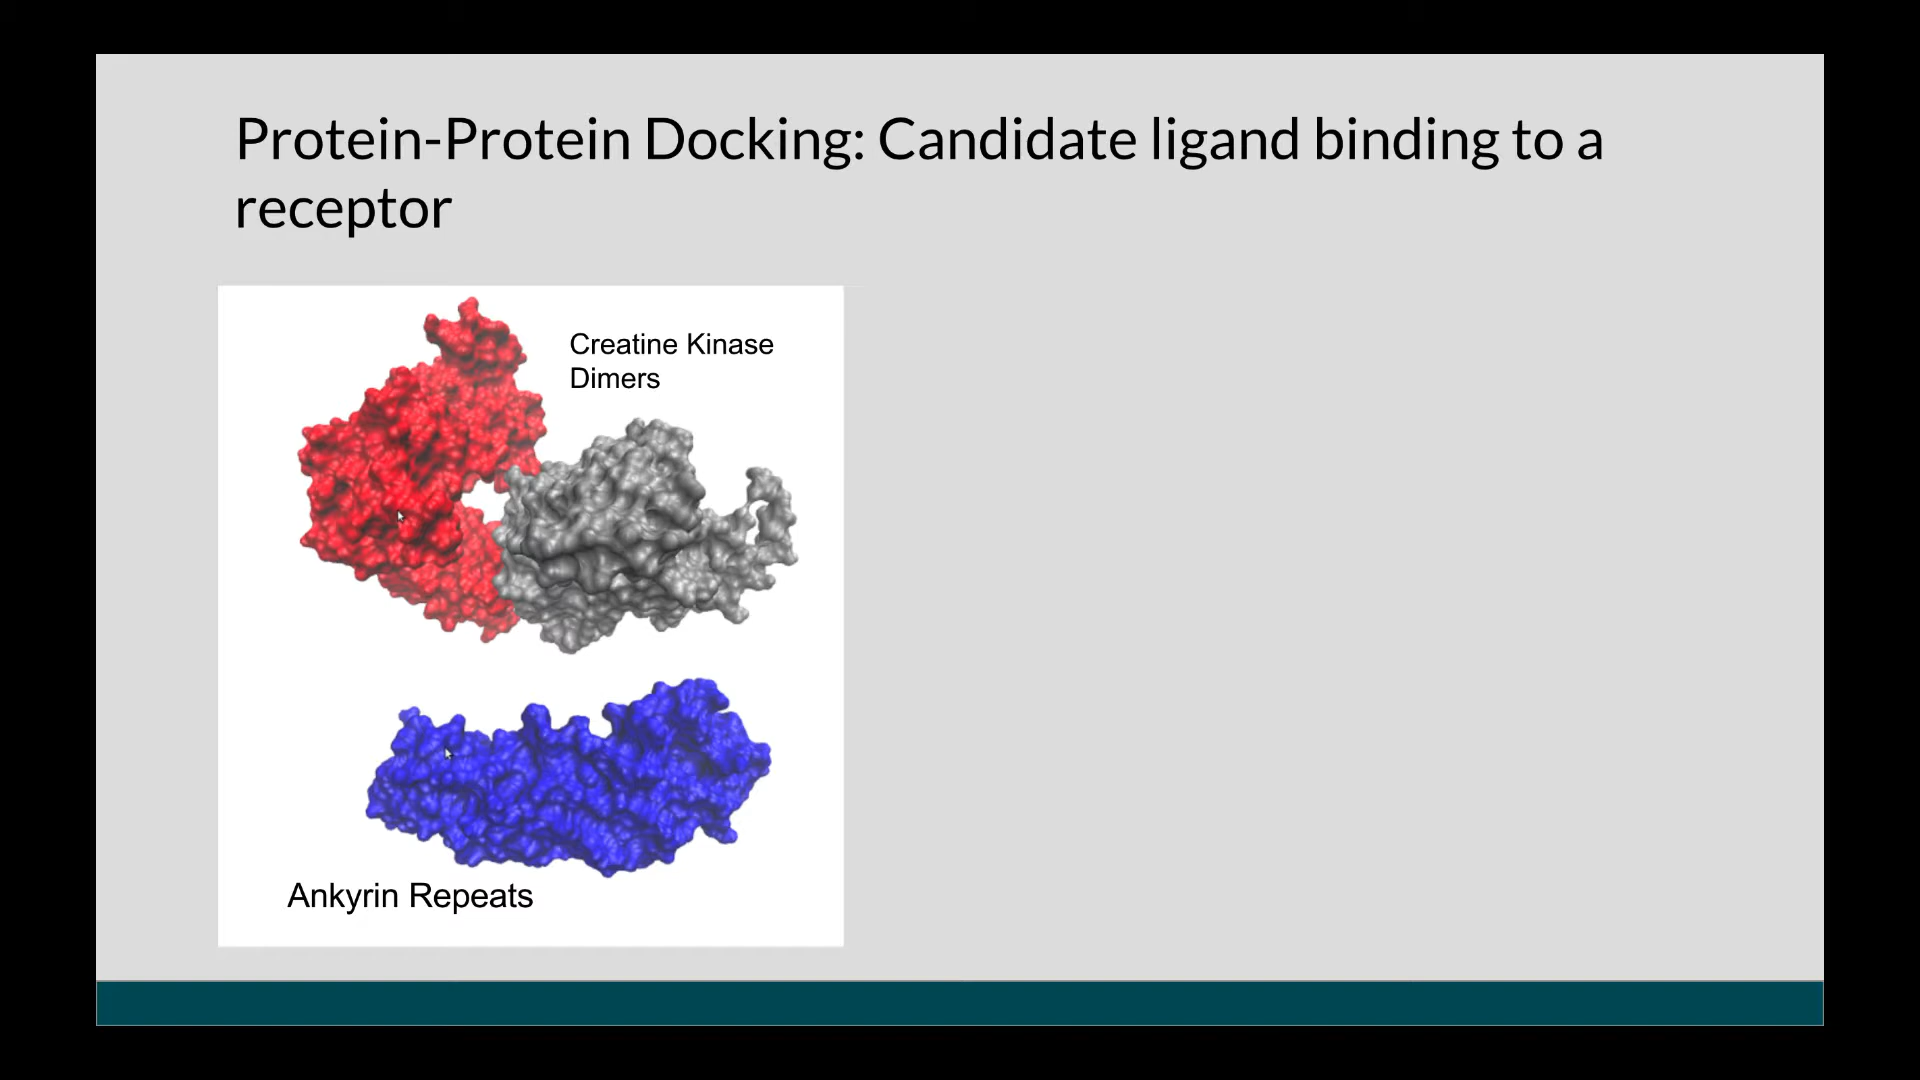 Protein-Protein Docking: Candidate ligand binding to a
receptor
Creatine Kinase
Dimers
Ankyrin Repeats